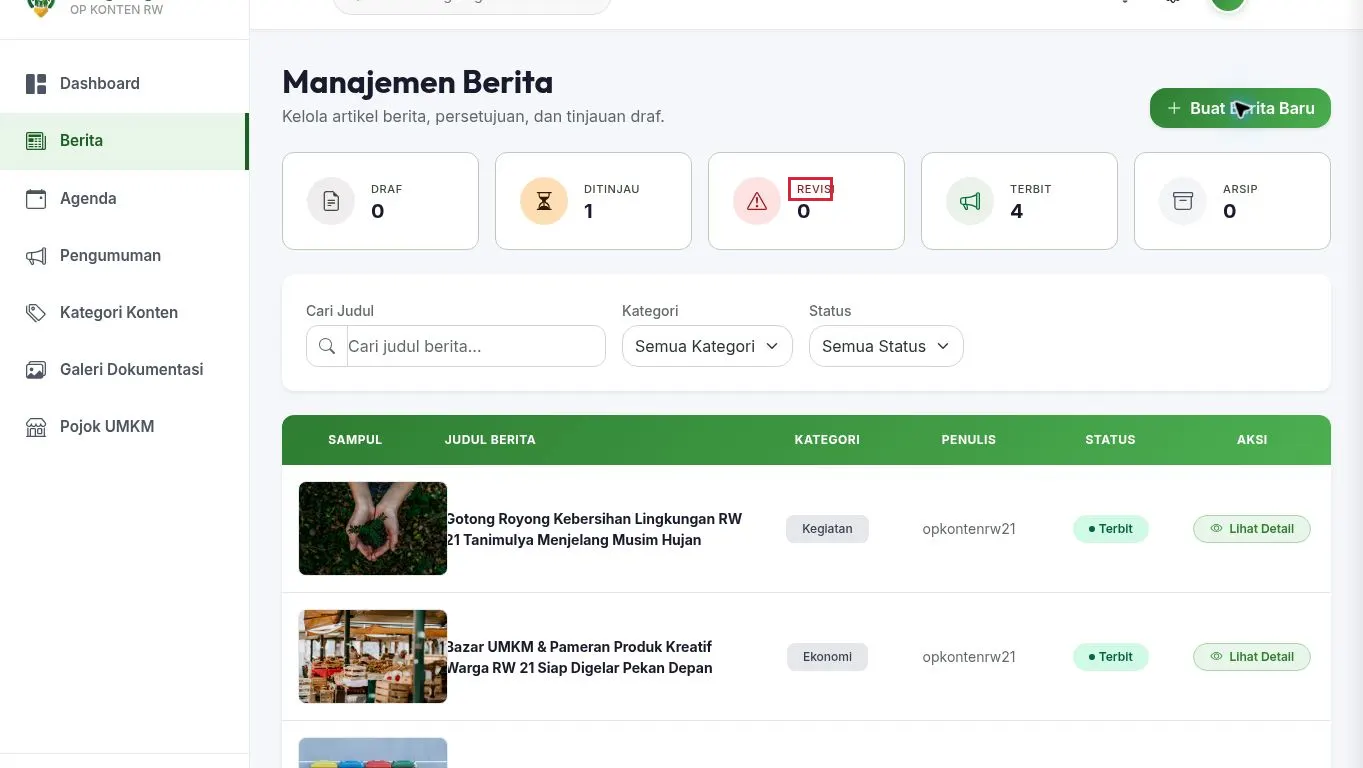 OP KONTEN RW
Dashboard
Berita
Agenda
Pengumuman
Kategori Konten
Galeri Dokumentasi
Pojok UMKM
Manajemen Berita
Kelola artikel berita, persetujuan, dan tinjauan draf.
Buat Berita Baru
DRAF
0
DITINJAU
1
REVISI
0
TERBIT
4
ARSIP
0
Cari Judul
Cari judul berita...
Kategori
Semua Kategori
Status
Semua Status
SAMPUL JUDUL BERITA KATEGORI PENULIS STATUS AKSI
Gotong Royong Kebersihan Lingkungan RW
21 Tanimulya Menjelang Musim Hujan
Kegiatan
opkontenrw21
Terbit
Lihat Detail
Bazar UMKM & Pameran Produk Kreatif
Warga RW 21 Siap Digelar Pekan Depan
Ekonomi
opkontenrw21
Terbit
Lihat Detail